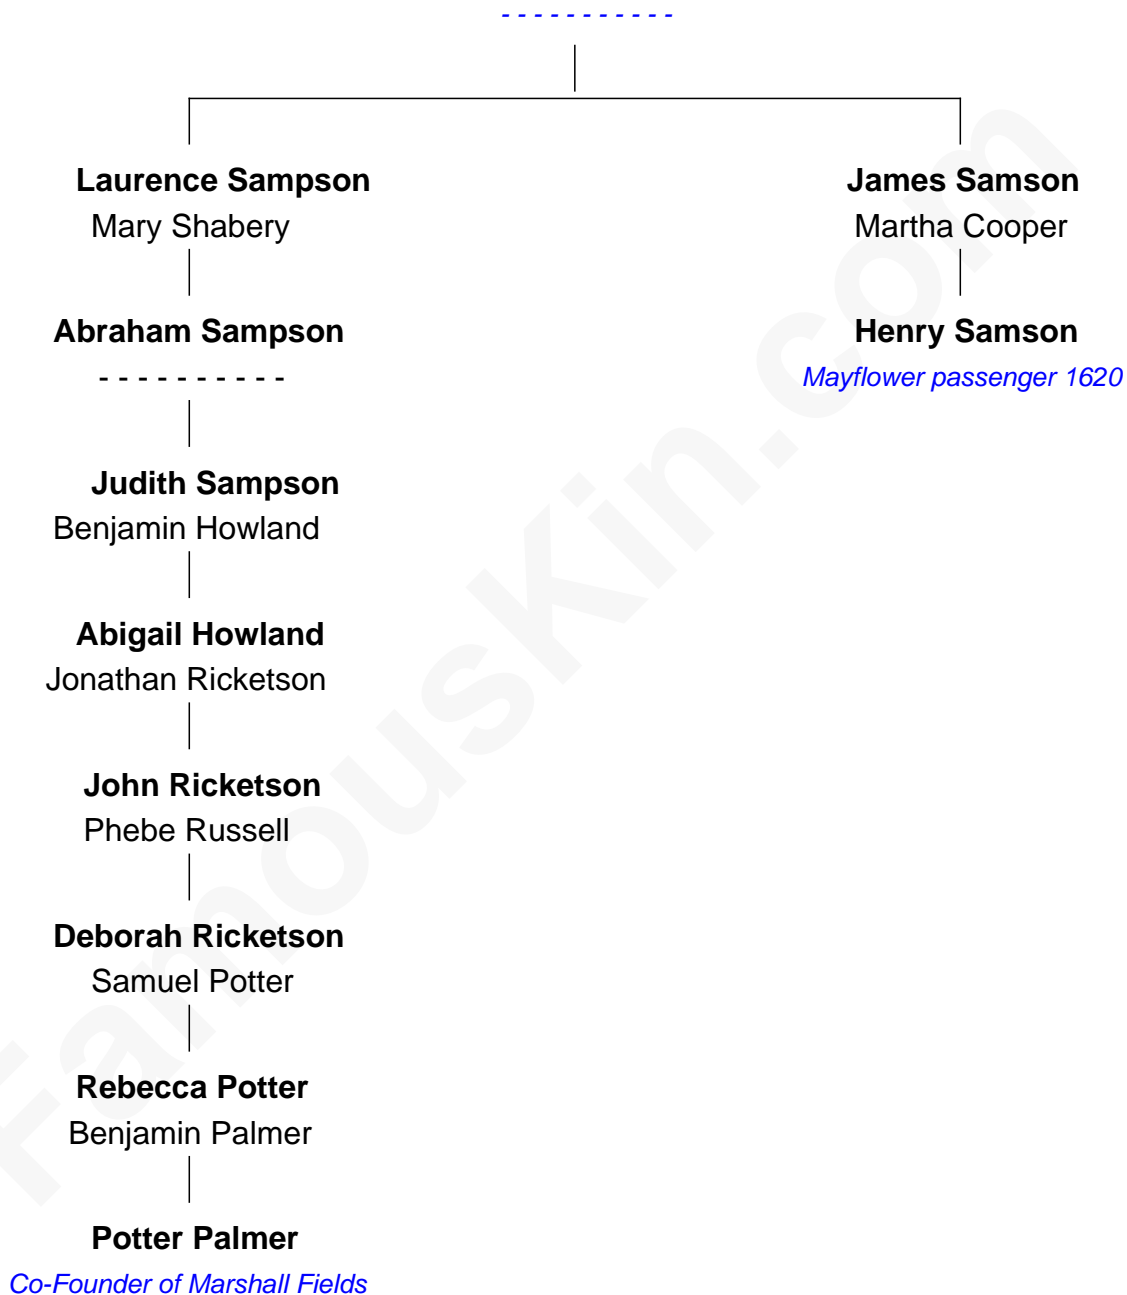 - - - - - - - - - - -
Laurence Sampson
Mary Shabery
James Samson
Martha Cooper
Abraham Sampson
- - - - - - - - - -
Henry Samson
Mayflower passenger 1620
Judith Sampson
Benjamin Howland
Abigail Howland
Jonathan Ricketson
John Ricketson
Phebe Russell
Deborah Ricketson
Samuel Potter
Rebecca Potter
Benjamin Palmer
Potter Palmer
Co-Founder of Marshall Fields
FamousKin.com